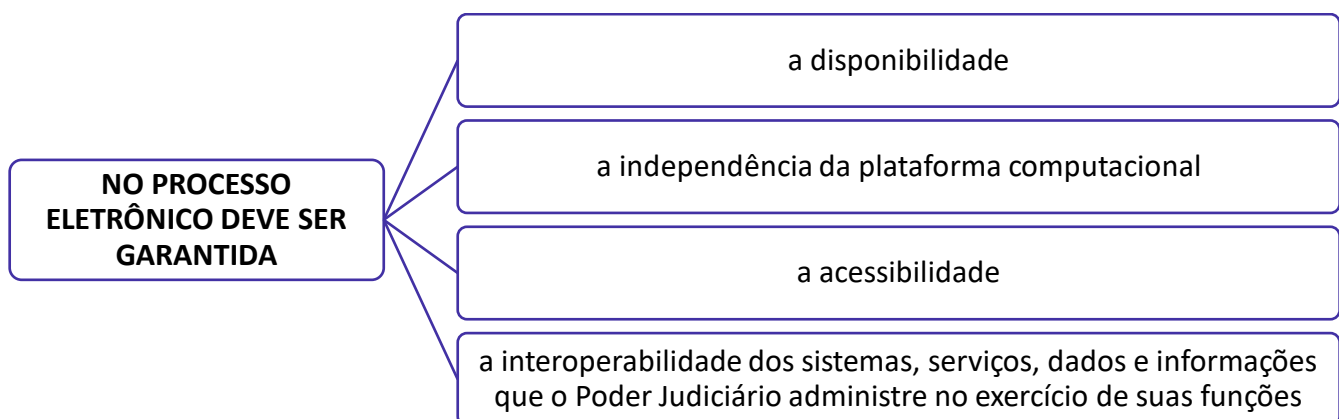 NO PROCESSO
ELETRÔNICO DEVE SER
GARANTIDA
a disponibilidade
a independência da plataforma computacional
a acessibilidade
a interoperabilidade dos sistemas, serviços, dados e informações
que o Poder Judiciário administre no exercício de suas funções